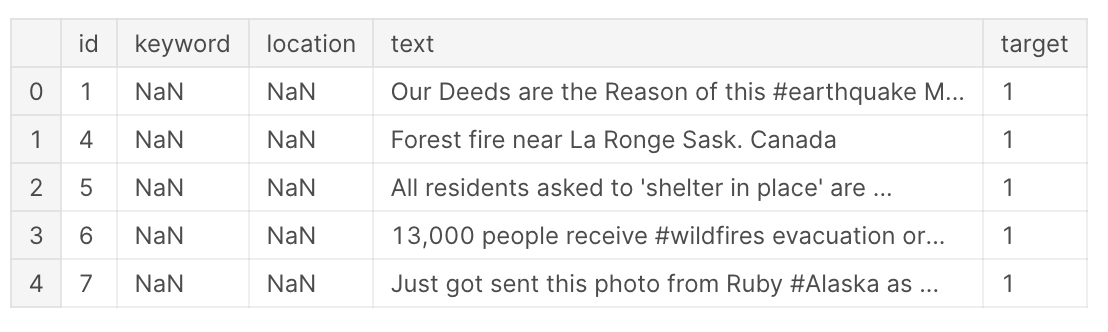 id keyword location text target
0 1 NaN NaN Our Deeds are the Reason of this #earthquake M... 1
1 4 NaN NaN Forest fire near La Ronge Sask. Canada 1
2 5 NaN NaN All residents asked to 'shelter in place' are ... 1
3 6 NaN NaN 13,000 people receive #wildfires evacuation or... 1
4 7 NaN NaN Just got sent this photo from Ruby #Alaska as ... 1